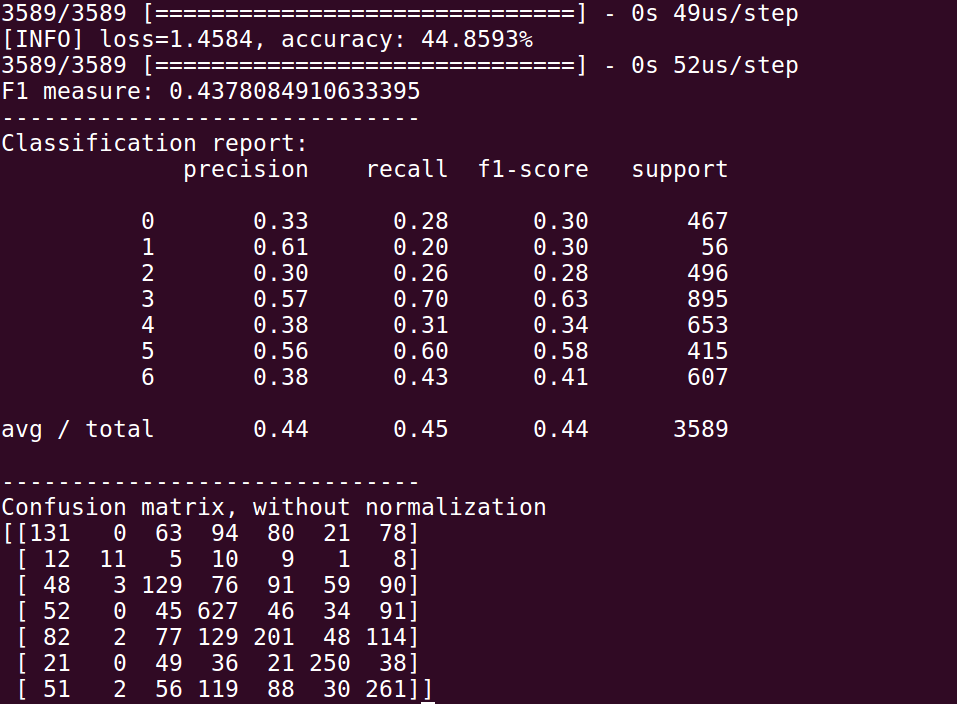 3589/3589 [==============================] - 0s 49us/step
[INFO] loss=1.4584, accuracy: 44.8593%
3589/3589 [==============================] - 0s 52us/step
F1 measure: 0.4378084910633395
------------------------------
Classification report:
             precision    recall  f1-score   support

          0       0.33      0.28      0.30       467
          1       0.61      0.20      0.30        56
          2       0.30      0.26      0.28       496
          3       0.57      0.70      0.63       895
          4       0.38      0.31      0.34       653
          5       0.56      0.60      0.58       415
          6       0.38      0.43      0.41       607

avg / total       0.44      0.45      0.44      3589

------------------------------
Confusion matrix, without normalization
[[131   0  63  94  80  21  78]
 [ 12  11   5  10   9   1   8]
 [ 48   3 129  76  91  59  90]
 [ 52   0  45 627  46  34  91]
 [ 82   2  77 129 201  48 114]
 [ 21   0  49  36  21 250  38]
 [ 51   2  56 119  88  30 261]]